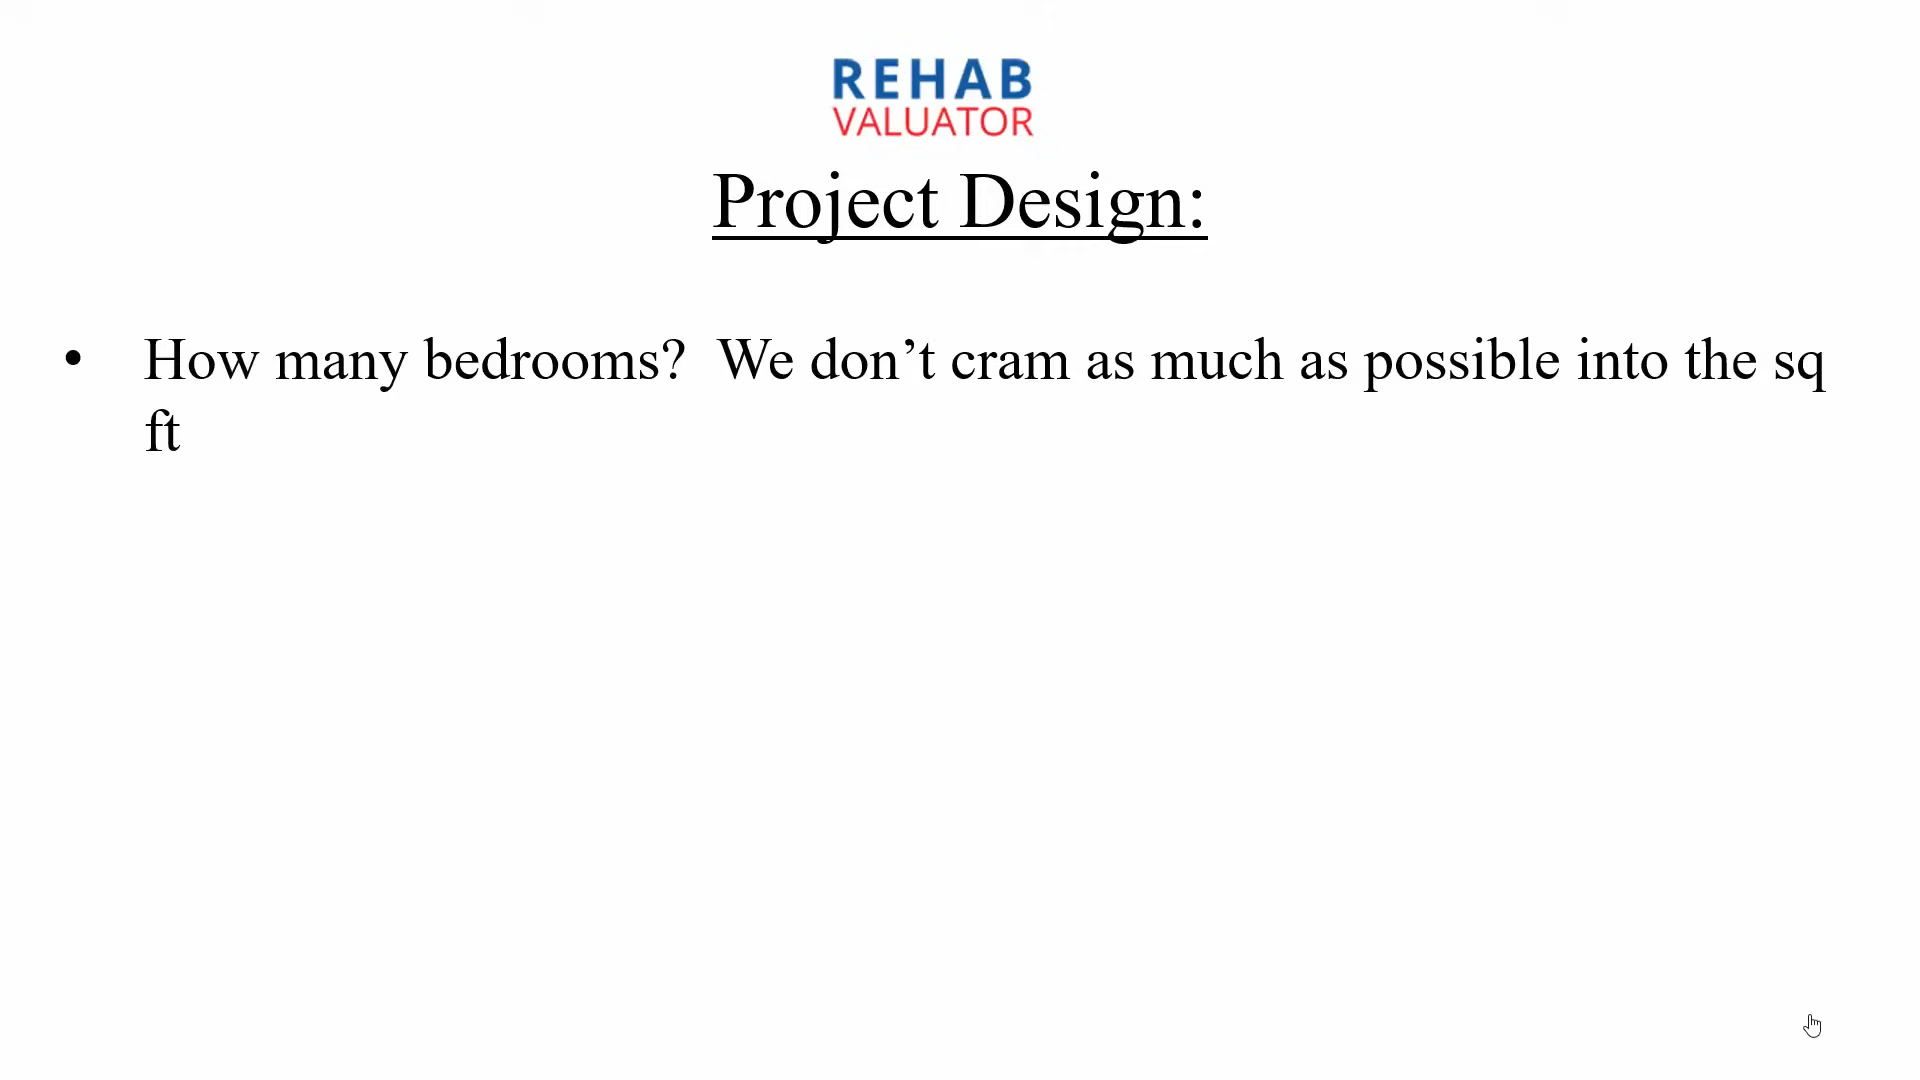 REHAB
VALUATOR
Project Design:
• How many bedrooms?  We don’t cram as much as possible into the sq
ft